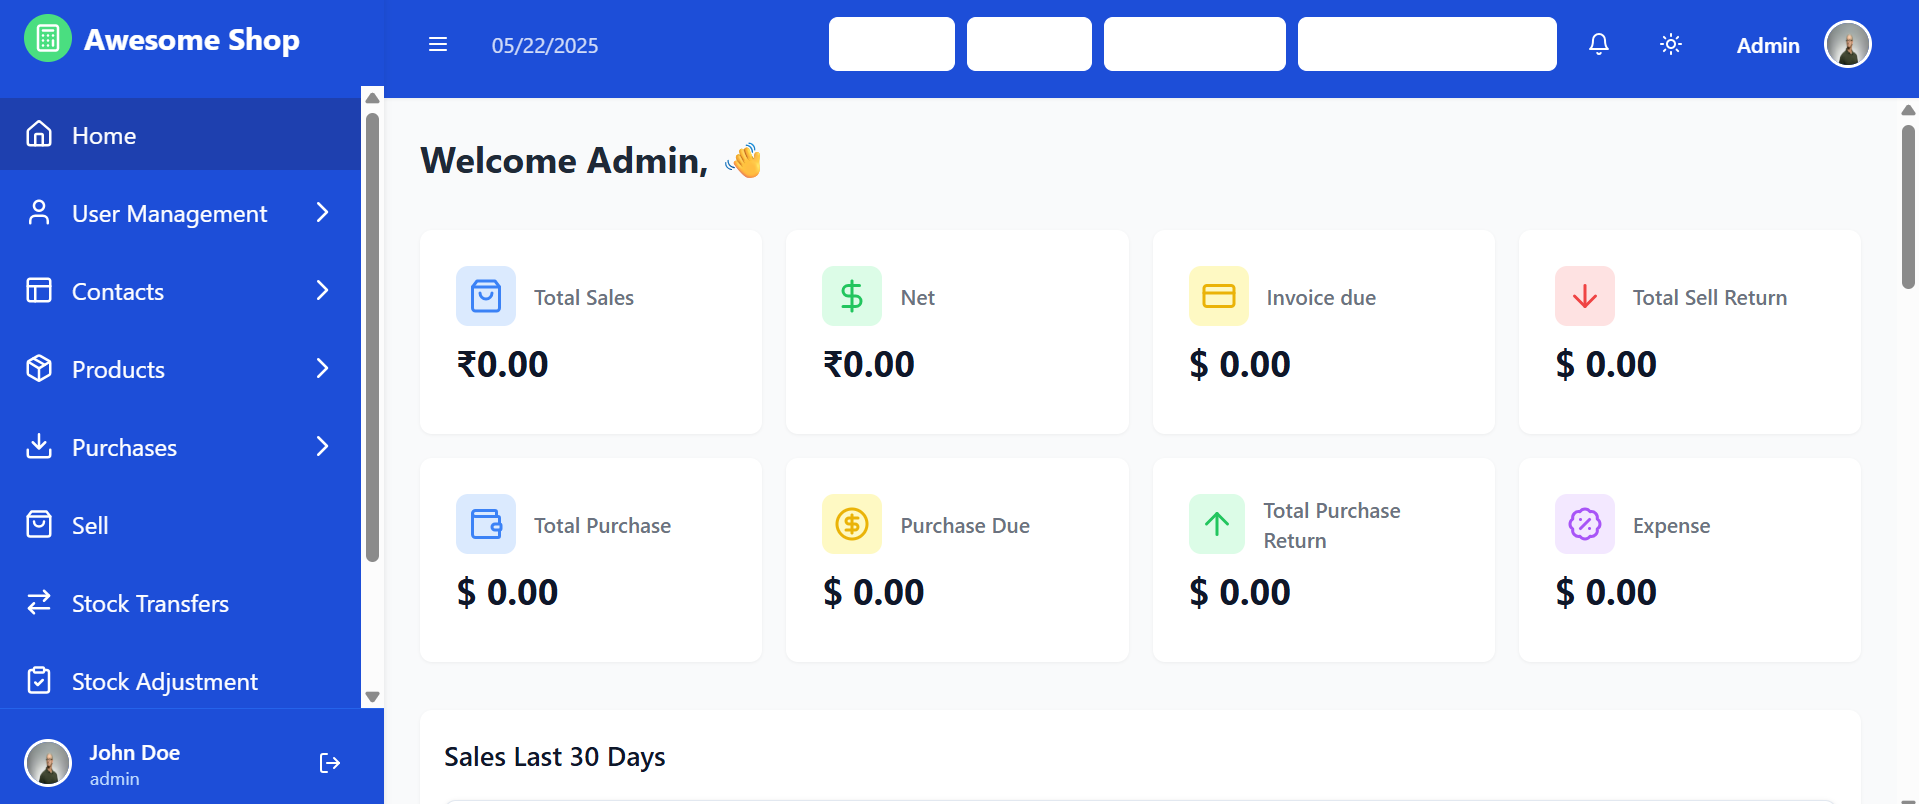 Awesome Shop
05/22/2025
Admin
Home
User Management
Contacts
Products
Purchases
Sell
Stock Transfers
Stock Adjustment
John Doe
admin
Welcome Admin, 👋
Total Sales
₹0.00
Net
₹0.00
Invoice due
$ 0.00
Total Sell Return
$ 0.00
Total Purchase
$ 0.00
Purchase Due
$ 0.00
Total Purchase
Return
$ 0.00
Expense
$ 0.00
Sales Last 30 Days